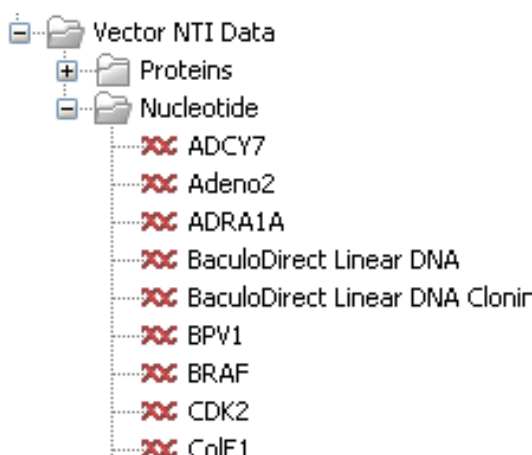 Vector NTI Data
Proteins
Nucleotide
ADCY7
Adeno2
ADRA1A
BaculoDirect Linear DNA
BaculoDirect Linear DNA Clonin
BPV1
BRAF
CDK2
ColE1